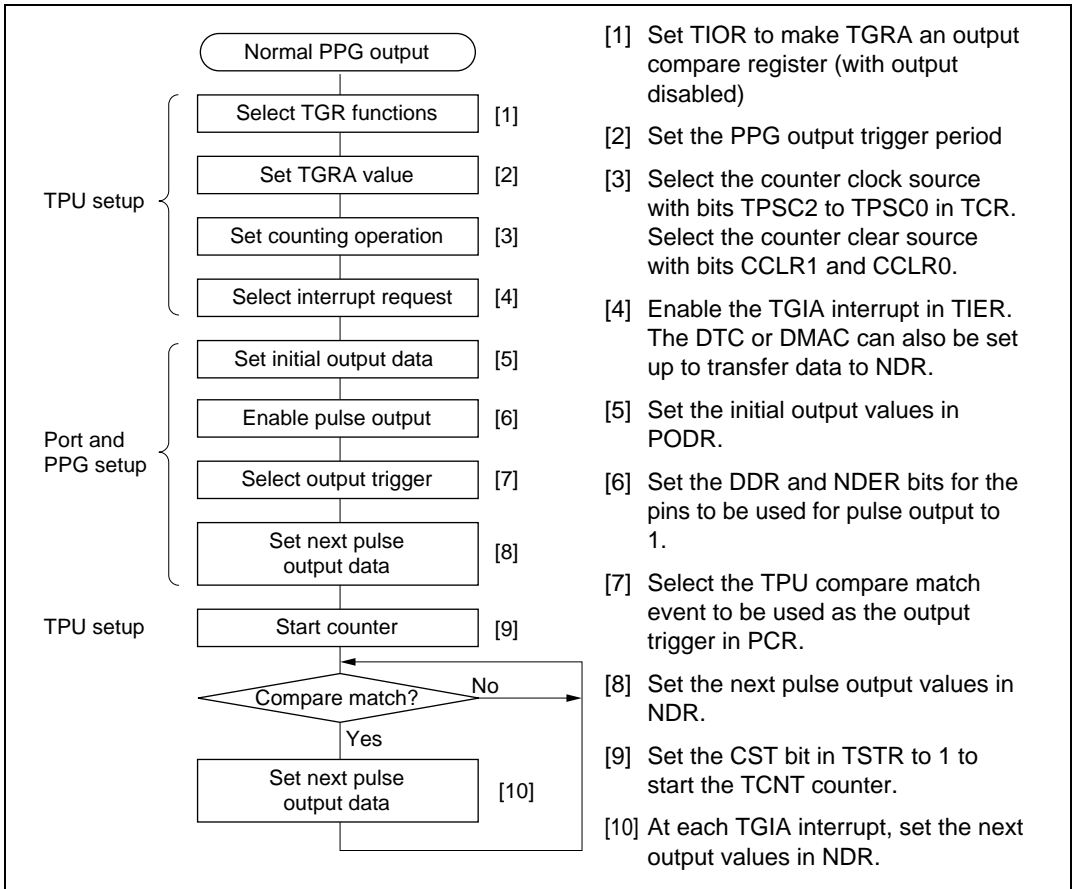 Normal PPG output
Select TGR functions [1]
Set TGRA value [2]
TPU setup
Set counting operation [3]
Select interrupt request [4]
Set initial output data [5]
Enable pulse output [6]
Port and
PPG setup
Select output trigger [7]
Set next pulse
output data
[8]
TPU setup
Start counter [9]
Compare match?
No
Yes
Set next pulse
output data
[10]
[1] Set TIOR to make TGRA an output
compare register (with output
disabled)
[2] Set the PPG output trigger period
[3] Select the counter clock source
with bits TPSC2 to TPSC0 in TCR.
Select the counter clear source
with bits CCLR1 and CCLR0.
[4] Enable the TGIA interrupt in TIER.
The DTC or DMAC can also be set
up to transfer data to NDR.
[5] Set the initial output values in
PODR.
[6] Set the DDR and NDER bits for the
pins to be used for pulse output to
1.
[7] Select the TPU compare match
event to be used as the output
trigger in PCR.
[8] Set the next pulse output values in
NDR.
[9] Set the CST bit in TSTR to 1 to
start the TCNT counter.
[10] At each TGIA interrupt, set the next
output values in NDR.